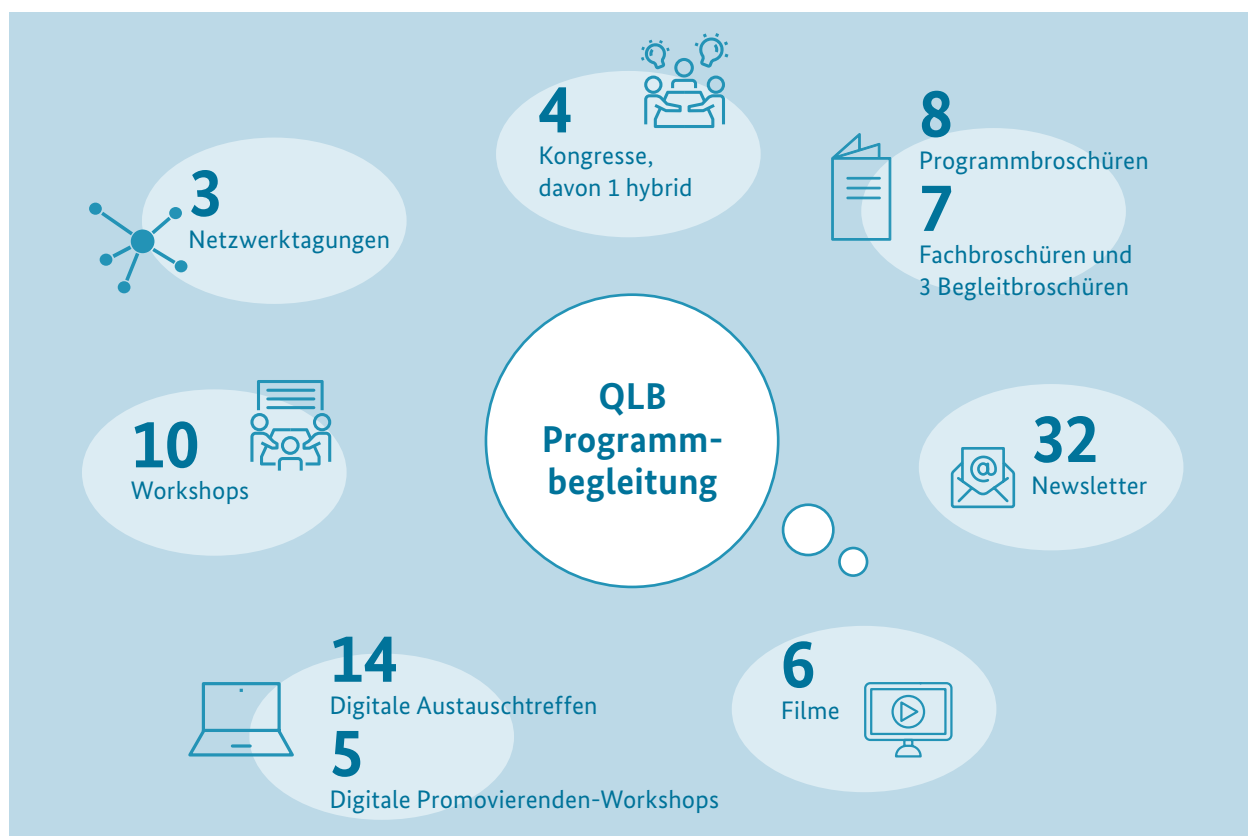 4
Kongresse,
davon 1 hybrid
8
Programmbroschüren
7
Fachbroschüren und
3 Begleitbroschüren
3
Netzwerktagungen
QLB
Programm-
begleitung
10
Workshops
32
Newsletter
@
14
Digitale Austauschtreffen
5
Digitale Promovierenden-Workshops
6
Filme